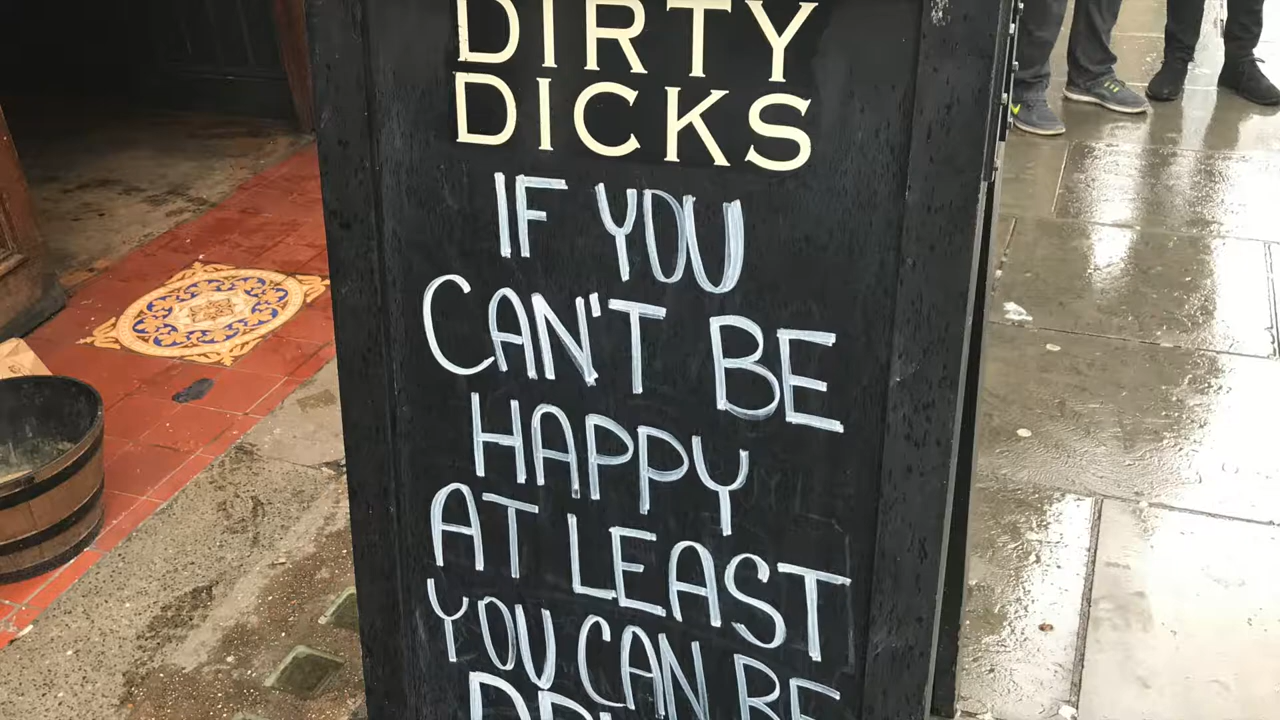 DIRTY
DICKS
IF YOU
CAN'T BE
HAPPY
AT LEAST
YOU CAN BE